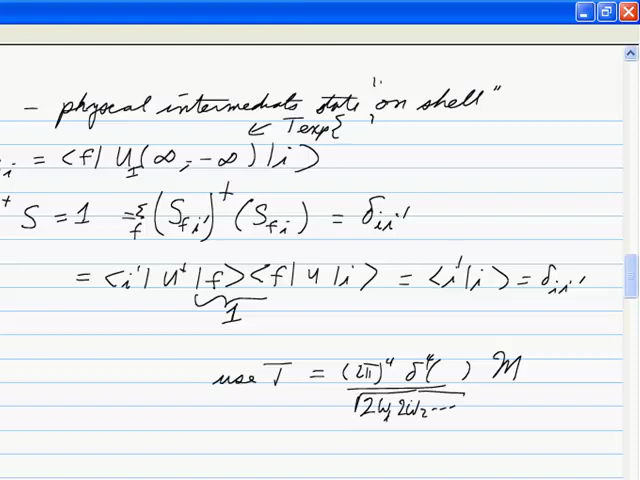 - physical intermediate state "on shell"
← Texp{ }
i = <f| U_I(∞, -∞) |i>
+ S = 1 = Σ_f (S_fi')^+ (S_fi) = δ_ii'
= <i'| U^+ |f><f| U |i> = <i'|i> = δ_ii'
1
use T = (2π)^4 δ^4( ) M
√2ω_1 2ω_2 ...